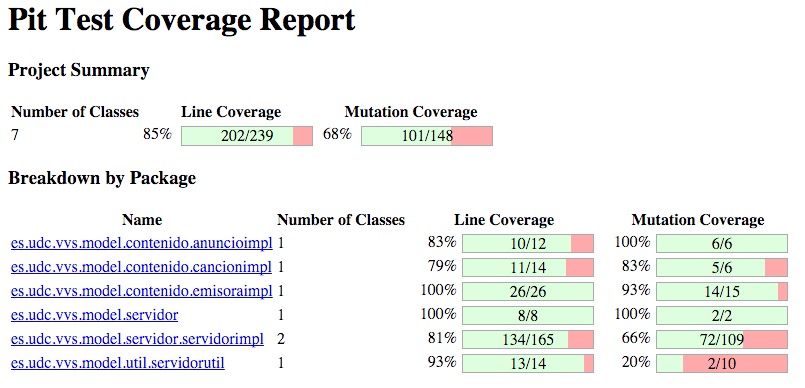 Pit Test Coverage Report
Project Summary
Number of Classes Line Coverage Mutation Coverage
7 85% 202/239 68% 101/148
Breakdown by Package
Name Number of Classes Line Coverage Mutation Coverage
es.udc.vvs.model.contenido.anuncioimpl 1 83% 10/12 100% 6/6
es.udc.vvs.model.contenido.cancionimpl 1 79% 11/14 83% 5/6
es.udc.vvs.model.contenido.emisoraimpl 1 100% 26/26 93% 14/15
es.udc.vvs.model.servidor 1 100% 8/8 100% 2/2
es.udc.vvs.model.servidor.servidorimpl 2 81% 134/165 66% 72/109
es.udc.vvs.model.util.servidorutil 1 93% 13/14 20% 2/10